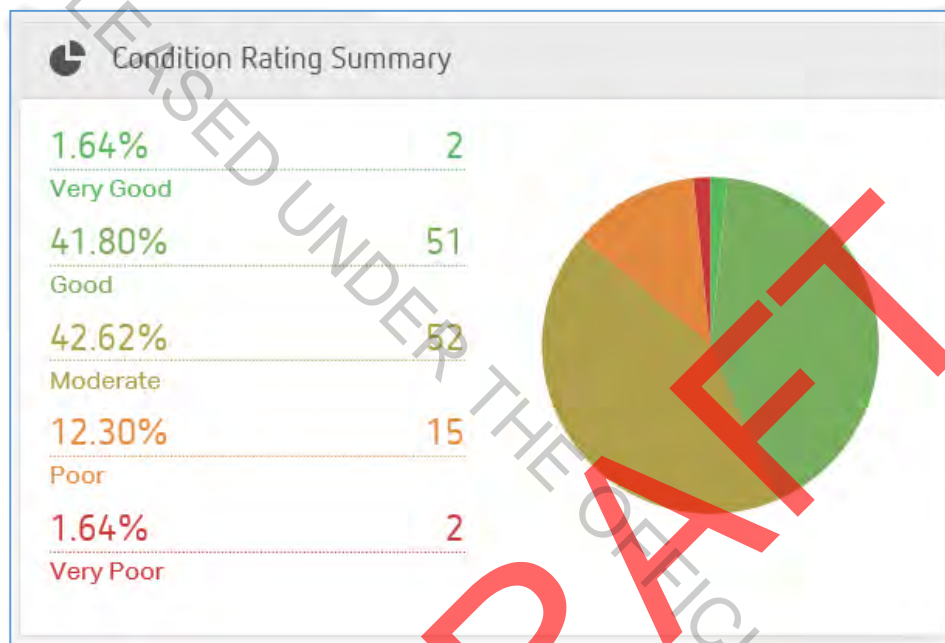 Condition Rating Summary
1.64% 2
Very Good
41.80% 51
Good
42.62% 52
Moderate
12.30% 15
Poor
1.64% 2
Very Poor
LEASED UNDER THE OFFICI
DRAFT